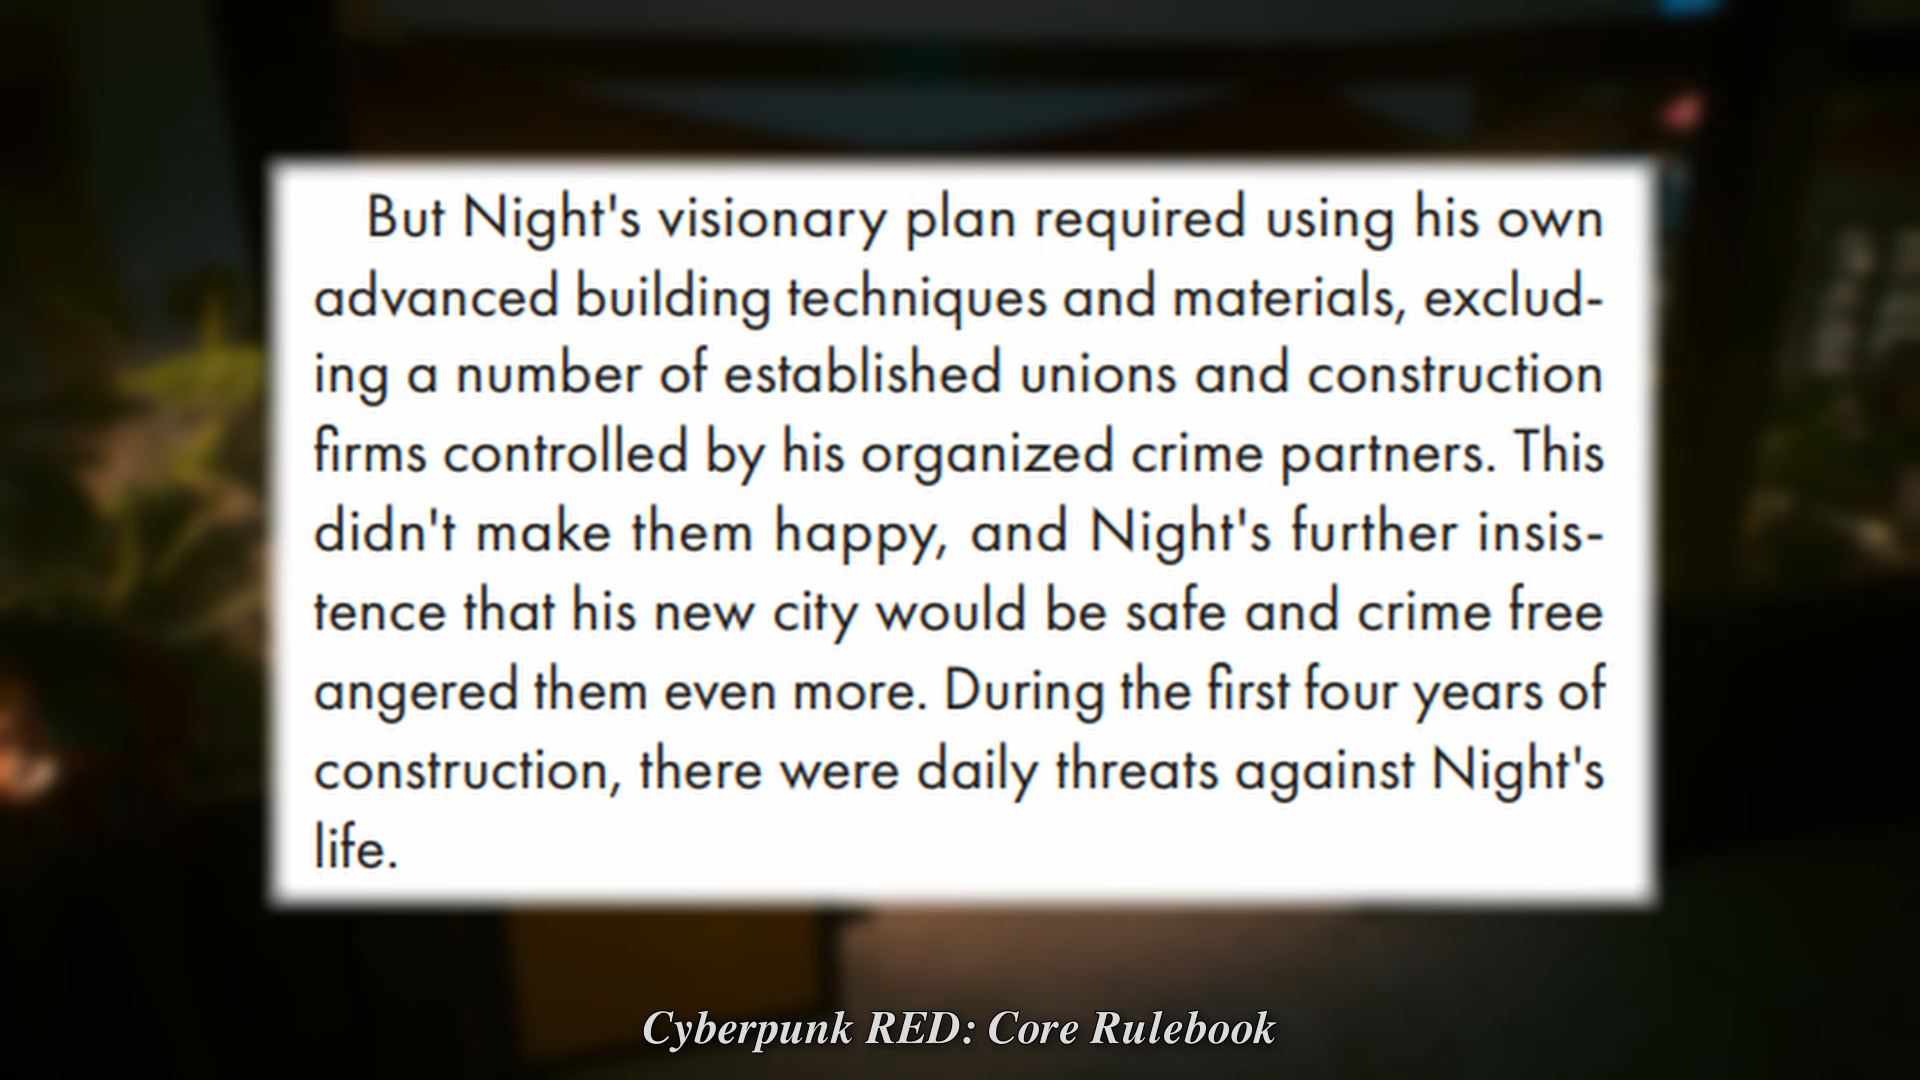 But Night's visionary plan required using his own
advanced building techniques and materials, exclud-
ing a number of established unions and construction
firms controlled by his organized crime partners. This
didn't make them happy, and Night's further insis-
tence that his new city would be safe and crime free
angered them even more. During the first four years of
construction, there were daily threats against Night's
life.
Cyberpunk RED: Core Rulebook